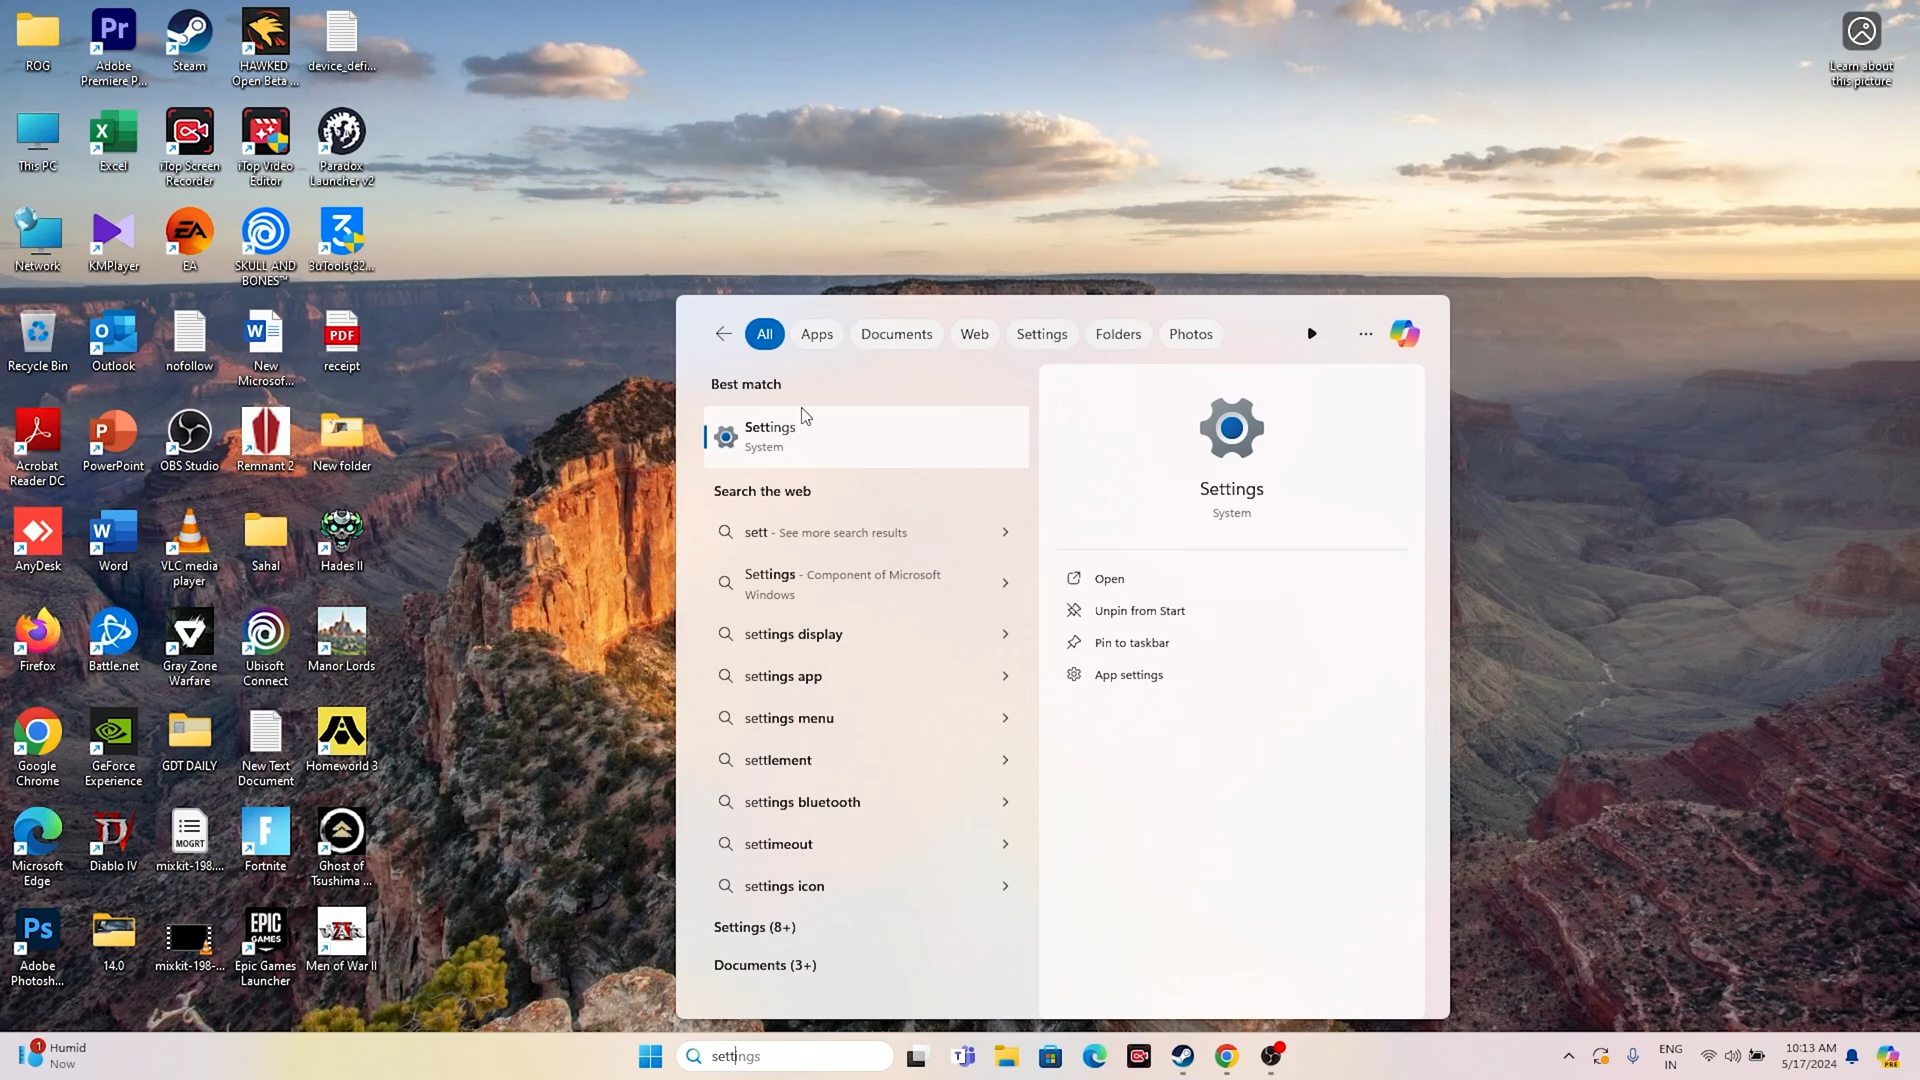 ROG
Adobe
Premiere P...
Steam
HAWKED
Open Beta ...
device_defi...
Learn about
this picture
This PC
Excel
iTop Screen
Recorder
iTop Video
Editor
Paradox
Launcher v2
Network
KMPlayer
EA
SKULL AND
BONES™
3uTools(32...
Recycle Bin
Outlook
nofollow
New
Microsof...
PDF
receipt
Acrobat
Reader DC
PowerPoint
OBS Studio
Remnant 2
New folder
AnyDesk
Word
VLC media
player
Sahal
Hades II
Firefox
Battle.net
Gray Zone
Warfare
Ubisoft
Connect
Manor Lords
Google
Chrome
GeForce
Experience
GDT DAILY
New Text
Document
Homeworld 3
Microsoft
Edge
Diablo IV
MOGRT
mixkit-198....
Fortnite
Ghost of
Tsushima ...
Adobe
Photosh...
14.0
mixkit-198-...
EPIC
GAMES
Epic Games
Launcher
Men of War II
All
Apps
Documents
Web
Settings
Folders
Photos
Best match
Settings
System
Search the web
sett - See more search results
Settings - Component of Microsoft
Windows
settings display
settings app
settings menu
settlement
settings bluetooth
settimeout
settings icon
Settings (8+)
Documents (3+)
Settings
System
Open
Unpin from Start
Pin to taskbar
App settings
1
Humid
Now
settings
ENG
IN
10:13 AM
5/17/2024
PRE